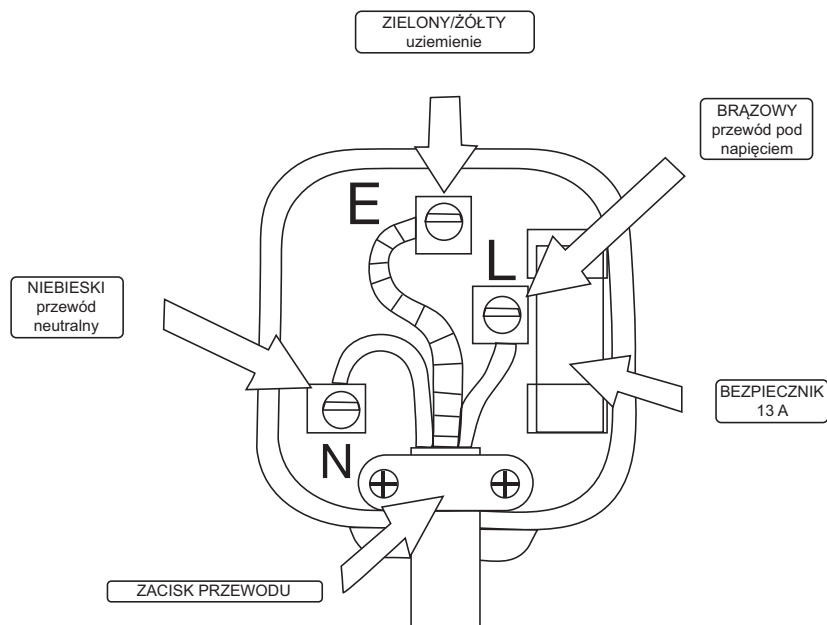 ZIELONY/ŻÓŁTY
uziemienie
BRĄZOWY
przewód pod
napięciem
E
L
NIEBIESKI
przewód
neutralny
BEZPIECZNIK
13 A
N
ZACISK PRZEWODU